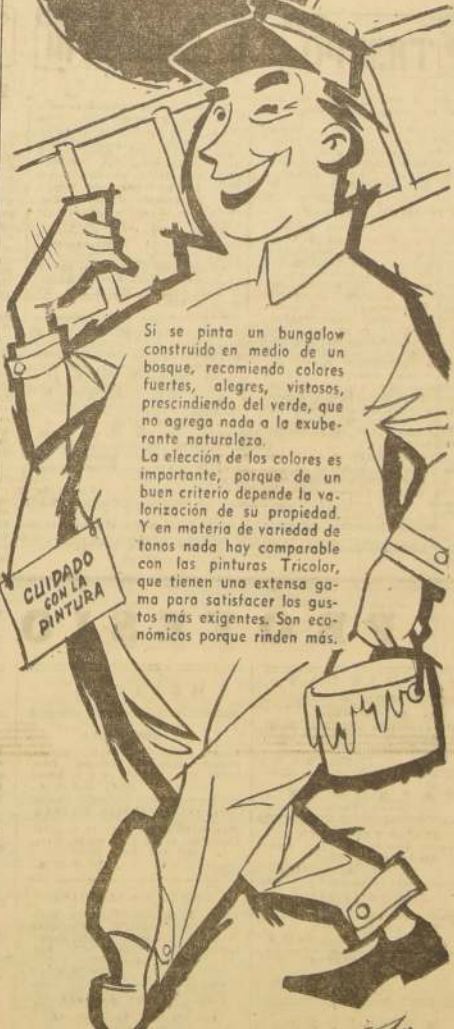 Si se pinta un bungalow
construido en medio de un
bosque, recomiendo colores
fuertes, alegres, vistosos,
prescindiendo del verde, que
no agrega nada a la exube-
rante naturaleza.
La elección de los colores es
importante, porque de un
buen criterio depende la va-
lorización de su propiedad.
Y en materia de variedad de
tonos nada hay comparable
con las pinturas Tricolor,
que tienen una extensa ga-
ma para satisfacer los gus-
tos más exigentes. Son eco-
nómicos porque rinden más.
CUIDADO
CON LA
PINTURA